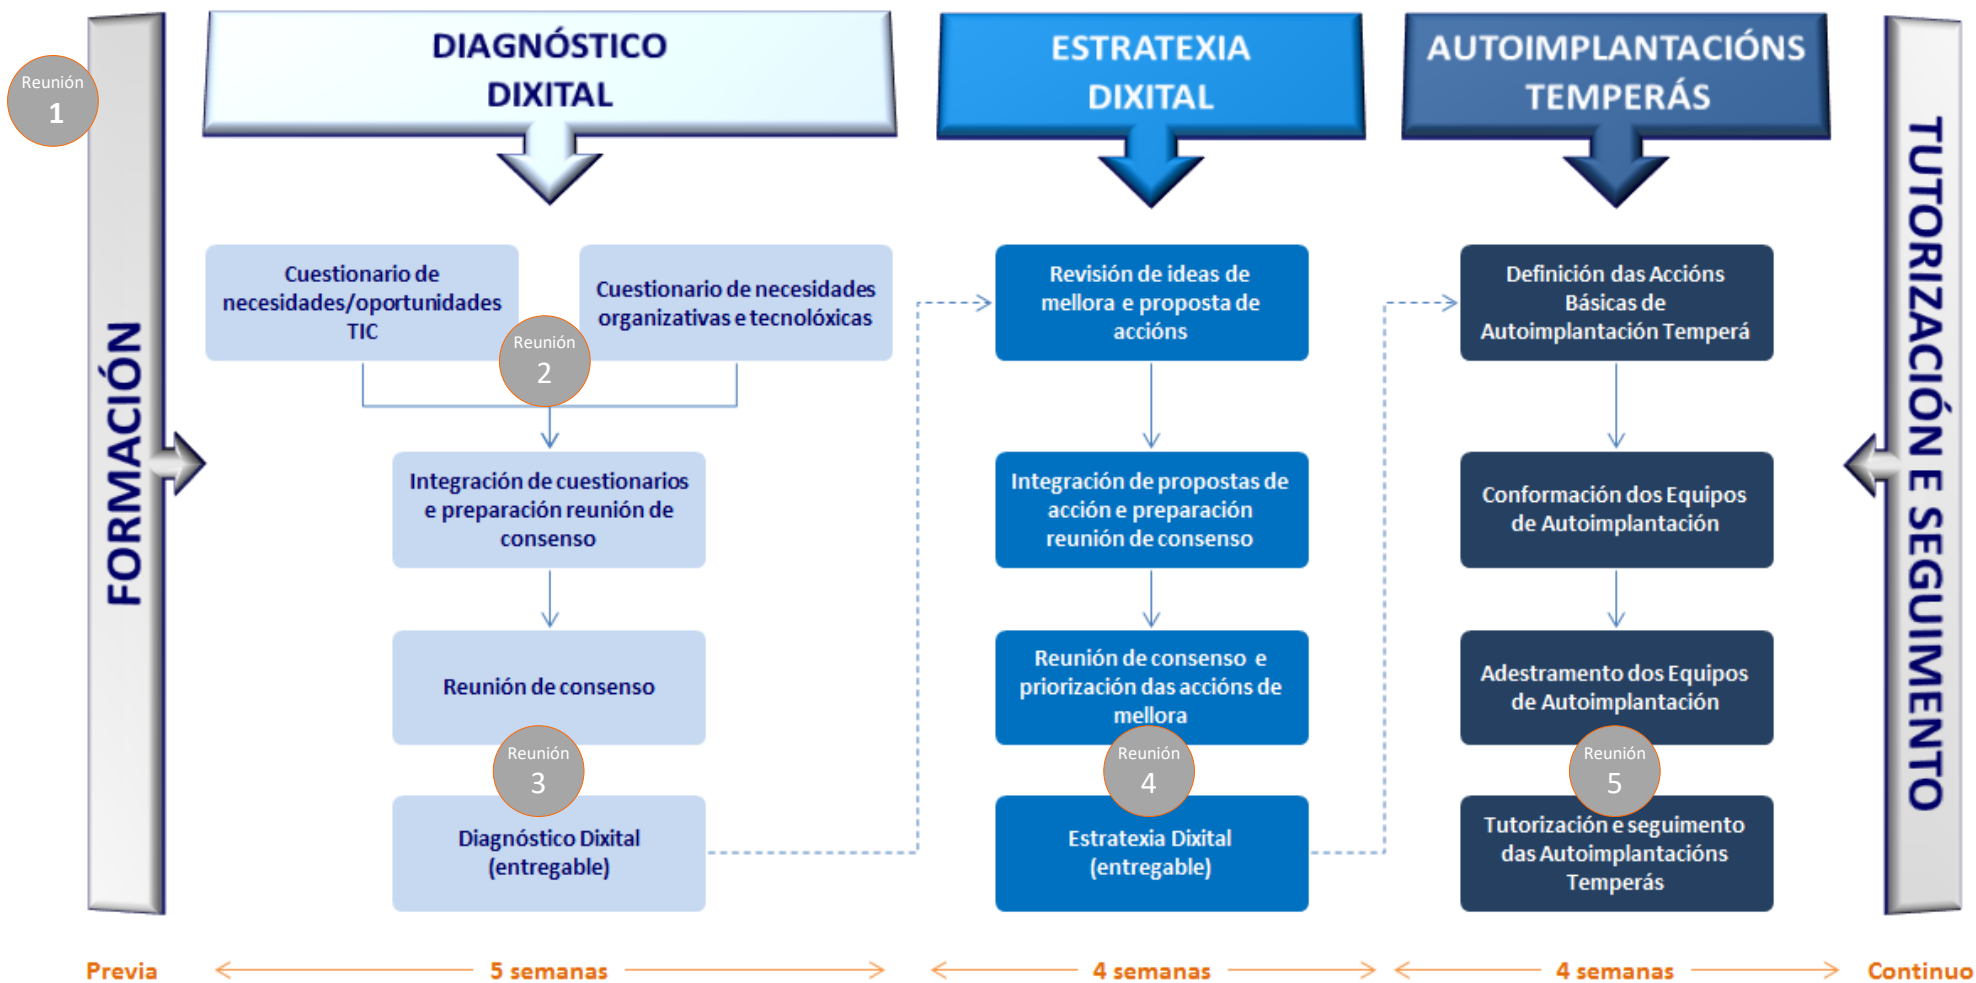 Reunión
1
FORMACIÓN
DIAGNÓSTICO
DIXITAL
Cuestionario de
necesidades/oportunidades
TIC
Cuestionario de necesidades
organizativas e tecnolóxicas
Reunión
2
Integración de cuestionarios
e preparación reunión de
consenso
Reunión de consenso
Reunión
3
Diagnóstico Dixital
(entregable)
ESTRATEXIA
DIXITAL
Revisión de ideas de
mellora e proposta de
accións
Integración de propostas de
acción e preparación
reunión de consenso
Reunión de consenso e
priorización das accións de
mellora
Reunión
4
Estratexia Dixital
(entregable)
AUTOIMPLANTACIÓNS
TEMPERÁS
Definición das Accións
Básicas de
Autoimplantación Temperá
Conformación dos Equipos
de Autoimplantación
Adestramento dos Equipos
de Autoimplantación
Reunión
5
Tutorización e seguimento
das Autoimplantacións
Temperás
TUTORIZACIÓN E SEGUIMENTO
Previa
5 semanas
4 semanas
4 semanas
Continuo